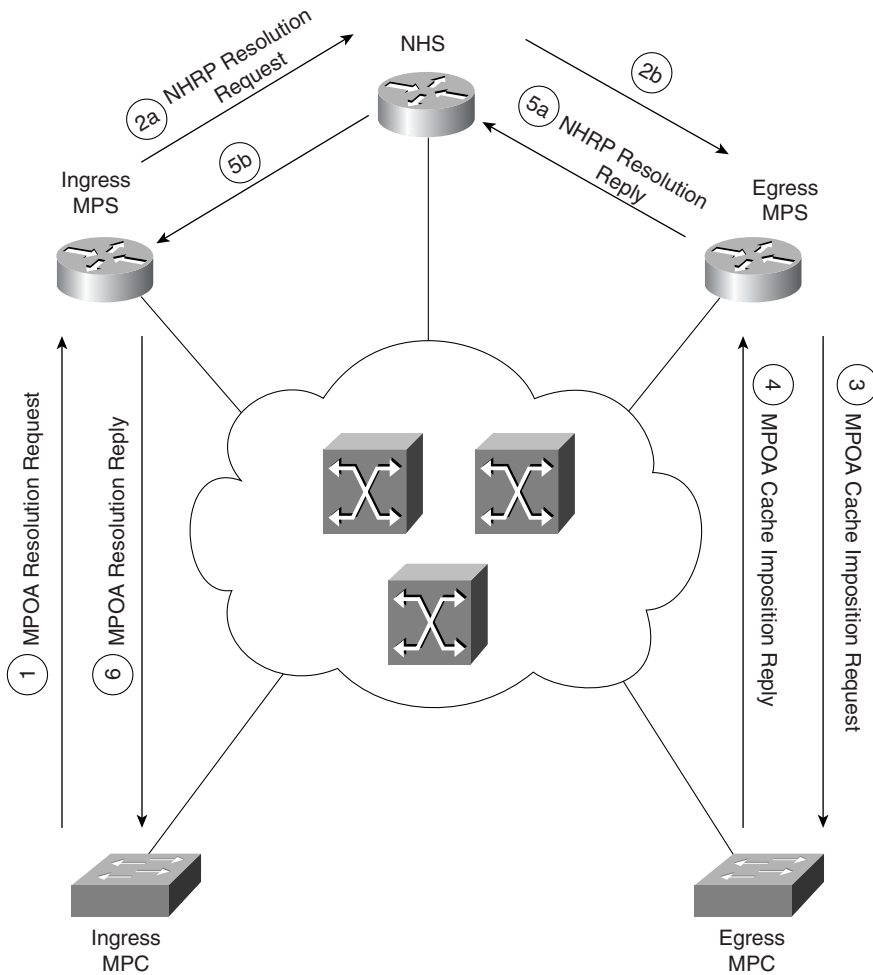 NHS
2a NHRP Resolution
Request
2b
5a NHRP Resolution
Reply
5b
Ingress
MPS
Egress
MPS
1 MPOA Resolution Request
6 MPOA Resolution Reply
4 MPOA Cache Imposition Reply
3 MPOA Cache Imposition Request
Ingress
MPC
Egress
MPC